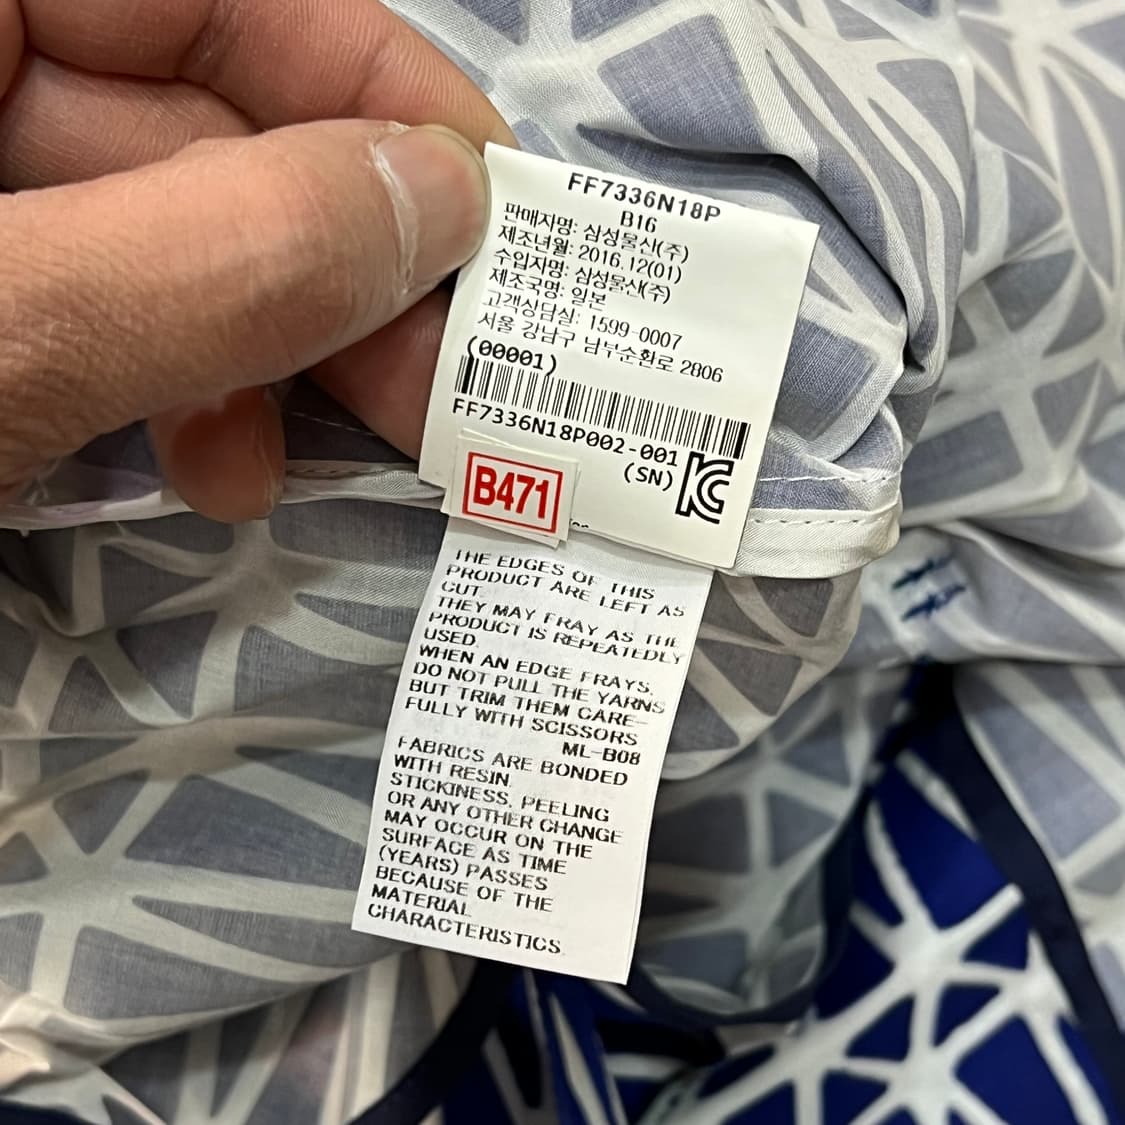 FF7336N18P
B16
판매자명: 삼성물산(주)
제조년월: 2016.12(01)
수입자명: 삼성물산(주)
제조국명: 일본
고객상담실: 1599-0007
서울 강남구 남부순환로 2806
(00001)
FF7336N18P002-001
(SN)
B471
THE EDGES OF THIS
PRODUCT ARE LEFT AS
CUT.
THEY MAY FRAY AS THE
PRODUCT IS REPEATEDLY
USED.
WHEN AN EDGE FRAYS,
DO NOT PULL THE YARNS
BUT TRIM THEM CARE-
FULLY WITH SCISSORS
ML-B08
FABRICS ARE BONDED
WITH RESIN.
STICKINESS, PEELING
OR ANY OTHER CHANGE
MAY OCCUR ON THE
SURFACE AS TIME
(YEARS) PASSES
BECAUSE OF THE
MATERIAL
CHARACTERISTICS.